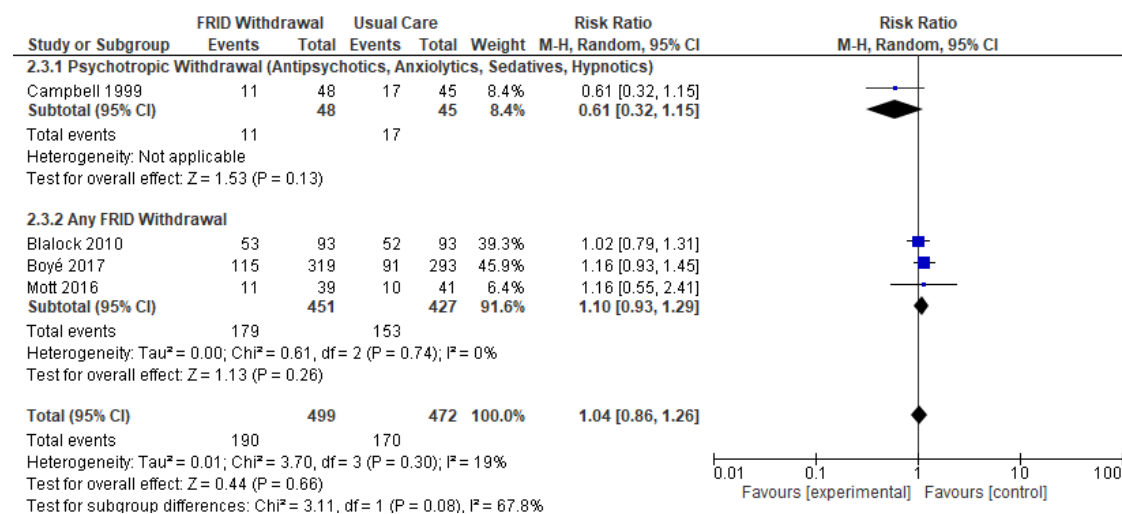 FRID Withdrawal Usual Care Risk Ratio Risk Ratio
Study or Subgroup Events Total Events Total Weight M-H, Random, 95% CI M-H, Random, 95% CI
2.3.1 Psychotropic Withdrawal (Antipsychotics, Anxiolytics, Sedatives, Hypnotics)
Campbell 1999 11 48 17 45 8.4% 0.61 [0.32, 1.15]
Subtotal (95% CI) 48 45 8.4% 0.61 [0.32, 1.15]
Total events 11 17
Heterogeneity: Not applicable
Test for overall effect: Z = 1.53 (P = 0.13)
2.3.2 Any FRID Withdrawal
Blalock 2010 53 93 52 93 39.3% 1.02 [0.79, 1.31]
Boyé 2017 115 319 91 293 45.9% 1.16 [0.93, 1.45]
Mott 2016 11 39 10 41 6.4% 1.16 [0.55, 2.41]
Subtotal (95% CI) 451 427 91.6% 1.10 [0.93, 1.29]
Total events 179 153
Heterogeneity: Tau² = 0.00; Chi² = 0.61, df = 2 (P = 0.74); I² = 0%
Test for overall effect: Z = 1.13 (P = 0.26)
Total (95% CI) 499 472 100.0% 1.04 [0.86, 1.26]
Total events 190 170
Heterogeneity: Tau² = 0.01; Chi² = 3.70, df = 3 (P = 0.30); I² = 19%
Test for overall effect: Z = 0.44 (P = 0.66)
Test for subgroup differences: Chi² = 3.11, df = 1 (P = 0.08), I² = 67.8%
0.01 0.1 1 10 100
Favours [experimental] Favours [control]